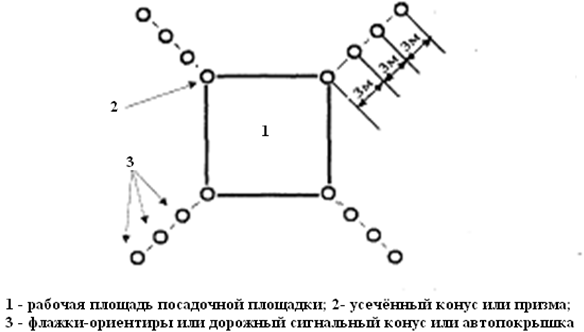 3м
3м
3м
2
1
3
1 - рабочая площадь посадочной площадки; 2- усечённый конус или призма;
3 - флажки-ориентиры или дорожный сигнальный конус или автопокрышка